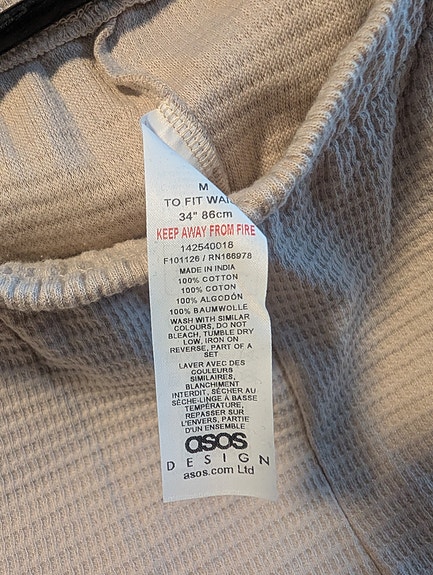 M
TO FIT
34" 86cm
KEEP AWAY FROM FIRE
142540018
F101126 / RN166978
MADE IN INDIA
100% COTTON
100% COTON
100% ALGODÓN
100% BAUMWOLLE
WASH WITH SIMILAR
COLOURS, DO NOT
BLEACH, TUMBLE DRY
LOW, IRON ON
REVERSE, PART OF A
SET
LAVER AVEC DES
COULEURS
SIMILAIRES,
BLANCHIMENT
INTERDIT, SÉCHER AU
SÈCHE-LINGE À BASSE
TEMPÉRATURE,
REPASSER SUR
L'ENVERS, PARTIE
D'UN ENSEMBLE
asos
DESIGN
asos.com Ltd